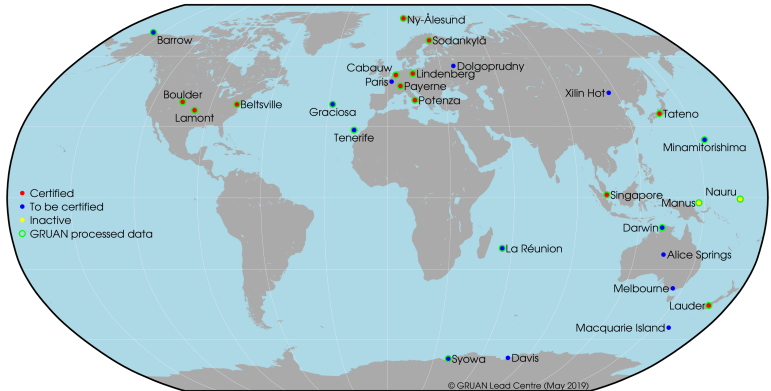 Ny-Ålesund
Barrow
Sodankylä
Cabauw
Dolgoprudny
Lindenberg
Paris
Payerne
Xilin Hot
Boulder
Potenza
Beltsville
Graciosa
Lamont
Tateno
Tenerife
Minamitorishima
Certified
To be certified
Inactive
GRUAN processed data
Singapore
Nauru
Manus
Darwin
La Réunion
Alice Springs
Melbourne
Lauder
Macquarie Island
Syowa
Davis
© GRUAN Lead Centre (May 2019)